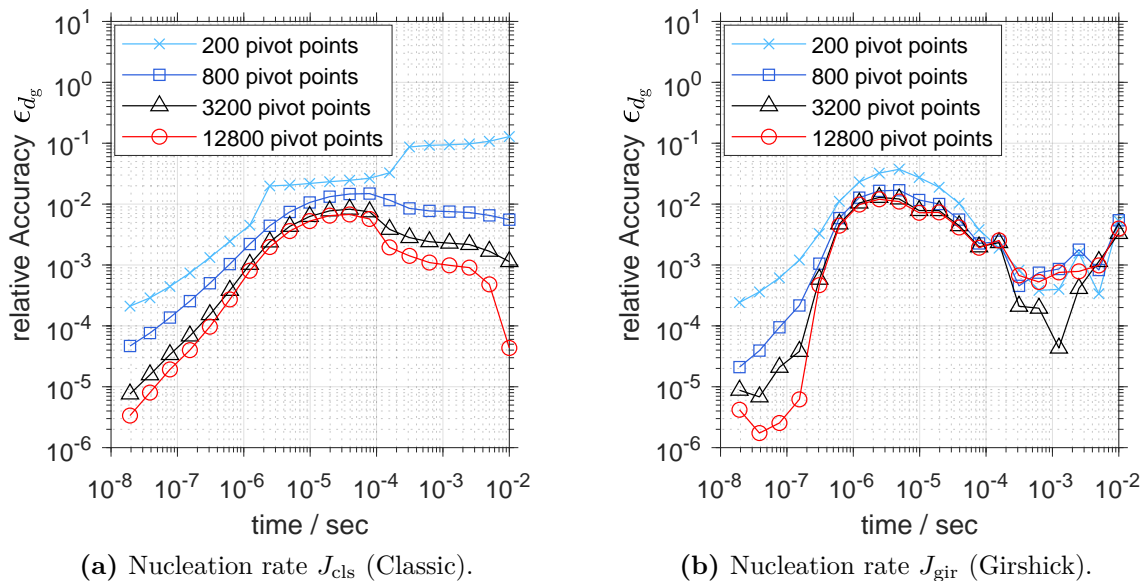 10^2
10^1
10^0
10^-1
10^-2
10^-3
10^-4
10^-5
10^-6
relative Accuracy ϵ_{d_g}
200 pivot points
800 pivot points
3200 pivot points
12800 pivot points
10^-8 10^-7 10^-6 10^-5 10^-4 10^-3 10^-2
time / sec
(a) Nucleation rate J_cls (Classic).
10^2
10^1
10^0
10^-1
10^-2
10^-3
10^-4
10^-5
10^-6
relative Accuracy ϵ_{d_g}
200 pivot points
800 pivot points
3200 pivot points
12800 pivot points
10^-8 10^-7 10^-6 10^-5 10^-4 10^-3 10^-2
time / sec
(b) Nucleation rate J_gir (Girshick).